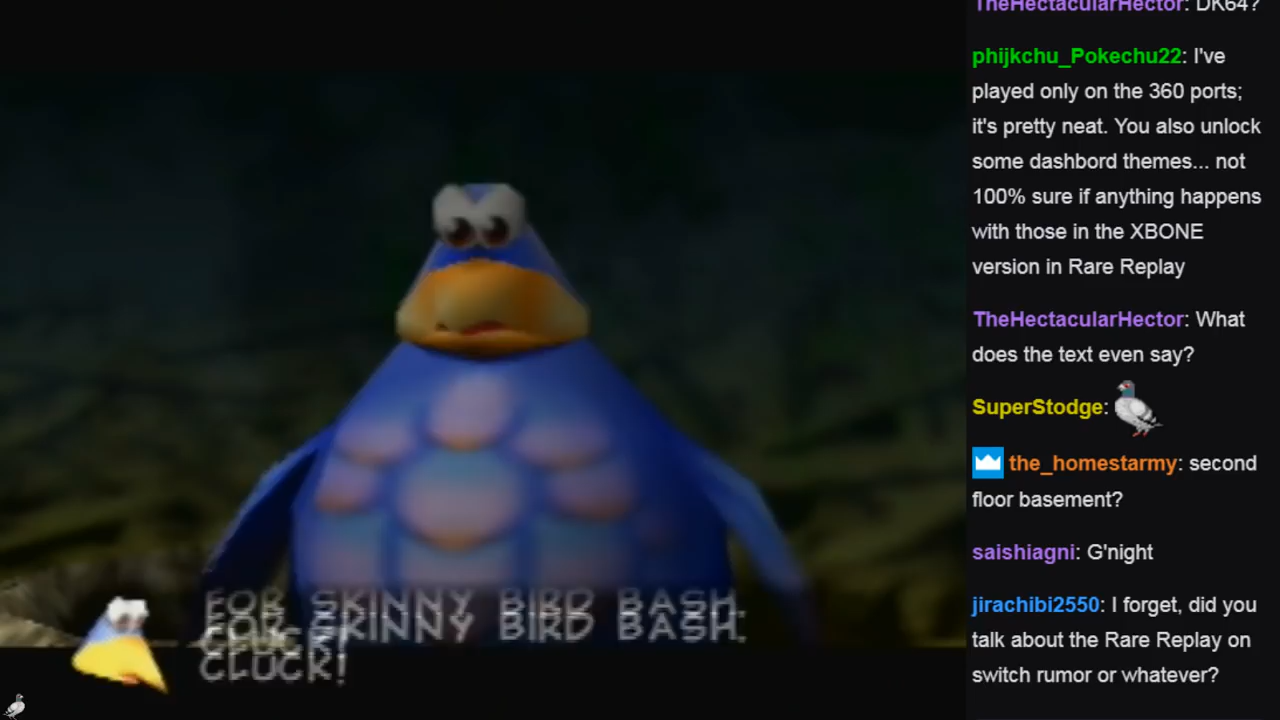 TheHectacularHector: DK64?
phijkchu_Pokechu22: I've
played only on the 360 ports;
it's pretty neat. You also unlock
some dashbord themes... not
100% sure if anything happens
with those in the XBONE
version in Rare Replay
TheHectacularHector: What
does the text even say?
SuperStodge:
the_homestarmy: second
floor basement?
saishiagni: G'night
jirachibi2550: I forget, did you
talk about the Rare Replay on
switch rumor or whatever?
FOR SKINNY BIRD BASH.
FOR SKINNY BIRD BASH.
CLUCK!
CLUCK!